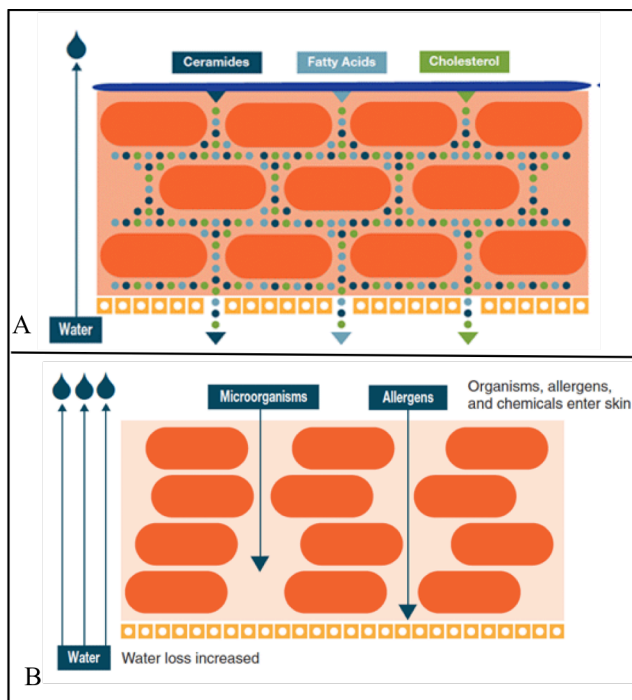 Ceramides
Fatty Acids
Cholesterol
A
Water
Microorganisms
Allergens
Organisms, allergens,
and chemicals enter skin
B
Water
Water loss increased